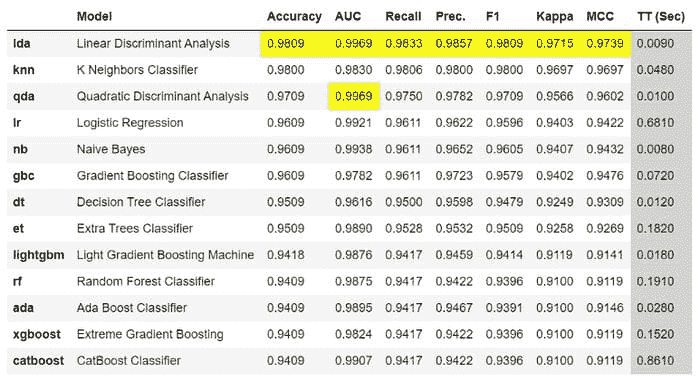 Model Accuracy AUC Recall Prec. F1 Kappa MCC TT (Sec)
lda Linear Discriminant Analysis 0.9809 0.9969 0.9833 0.9857 0.9809 0.9715 0.9739 0.0090
knn K Neighbors Classifier 0.9800 0.9830 0.9806 0.9800 0.9800 0.9697 0.9697 0.0480
qda Quadratic Discriminant Analysis 0.9709 0.9969 0.9750 0.9782 0.9709 0.9566 0.9602 0.0100
lr Logistic Regression 0.9609 0.9921 0.9611 0.9622 0.9596 0.9403 0.9422 0.6810
nb Naive Bayes 0.9609 0.9938 0.9611 0.9652 0.9605 0.9407 0.9432 0.0080
gbc Gradient Boosting Classifier 0.9609 0.9782 0.9611 0.9723 0.9579 0.9402 0.9476 0.0720
dt Decision Tree Classifier 0.9509 0.9616 0.9500 0.9598 0.9479 0.9249 0.9309 0.0120
et Extra Trees Classifier 0.9509 0.9890 0.9528 0.9532 0.9509 0.9258 0.9269 0.1820
lightgbm Light Gradient Boosting Machine 0.9418 0.9876 0.9417 0.9459 0.9414 0.9119 0.9141 0.0180
rf Random Forest Classifier 0.9409 0.9875 0.9417 0.9422 0.9396 0.9100 0.9119 0.1910
ada Ada Boost Classifier 0.9409 0.9895 0.9417 0.9467 0.9391 0.9100 0.9146 0.0280
xgboost Extreme Gradient Boosting 0.9409 0.9824 0.9417 0.9422 0.9396 0.9100 0.9119 0.1520
catboost CatBoost Classifier 0.9409 0.9907 0.9417 0.9422 0.9396 0.9100 0.9119 0.8610